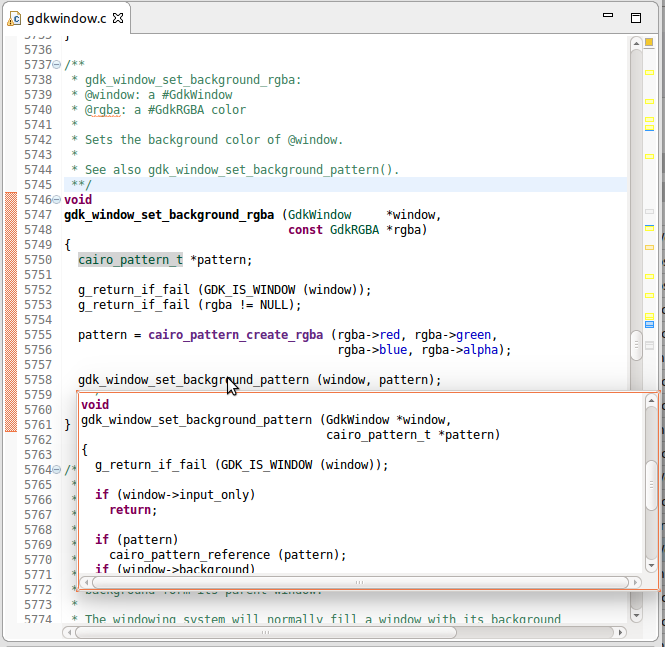 gdkwindow.c
5735 }
5736
5737 /**
5738 * gdk_window_set_background_rgba:
5739 * @window: a #GdkWindow
5740 * @rgba: a #GdkRGBA color
5741 *
5742 * Sets the background color of @window.
5743 *
5744 * See also gdk_window_set_background_pattern().
5745 **/
5746 void
5747 gdk_window_set_background_rgba (GdkWindow *window,
5748 const GdkRGBA *rgba)
5749 {
5750 cairo_pattern_t *pattern;
5751
5752 g_return_if_fail (GDK_IS_WINDOW (window));
5753 g_return_if_fail (rgba != NULL);
5754
5755 pattern = cairo_pattern_create_rgba (rgba->red, rgba->green,
5756 rgba->blue, rgba->alpha);
5757
5758 gdk_window_set_background_pattern (window, pattern);
5759
5760
5761 }
5762
5763
5764 /*
5765 *
5766 *
5767 *
5768 *
5769 *
5770 *
5771 *
void
gdk_window_set_background_pattern (GdkWindow *window,
cairo_pattern_t *pattern)
{
g_return_if_fail (GDK_IS_WINDOW (window));
if (window->input_only)
return;
if (pattern)
cairo_pattern_reference (pattern);
if (window->background)
5772 * background form its parent window.
5773 *
5774 * The windowing system will normally fill a window with its background